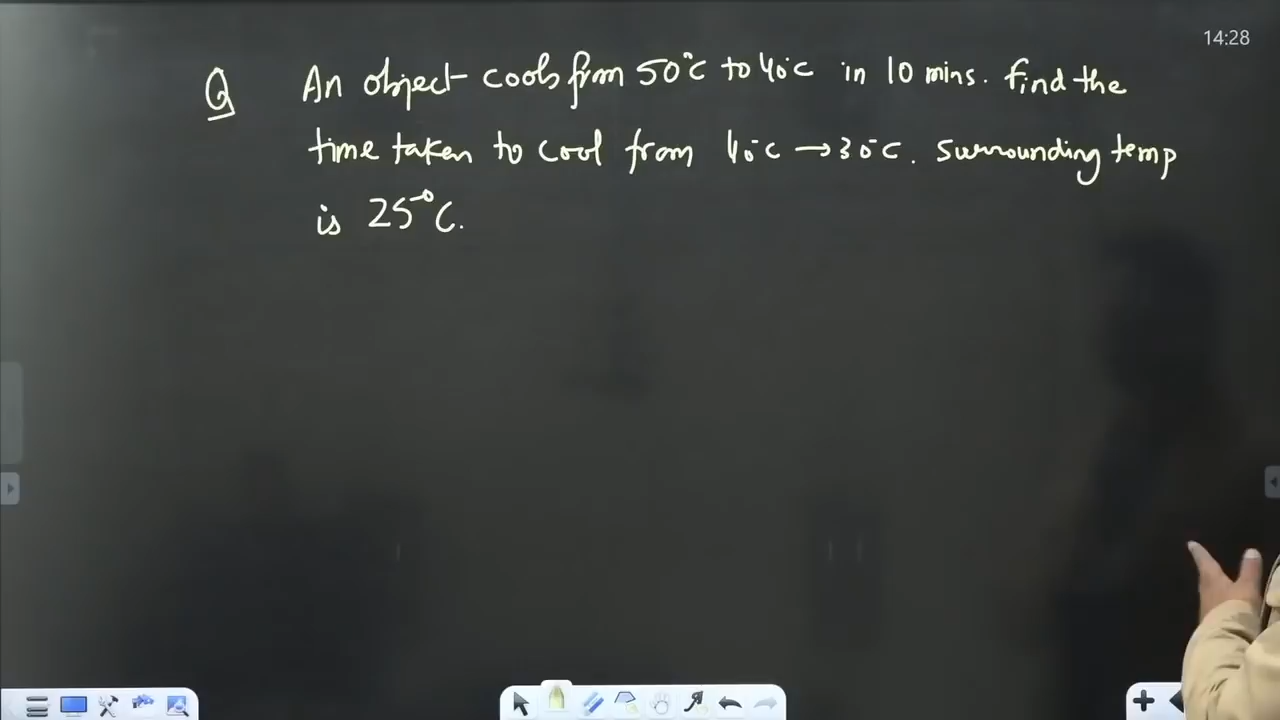 14:28
Q An object cools from 50°C to 40°C in 10 mins. Find the
time taken to cool from 40°C → 30°C. Surrounding temp
is 25°C.